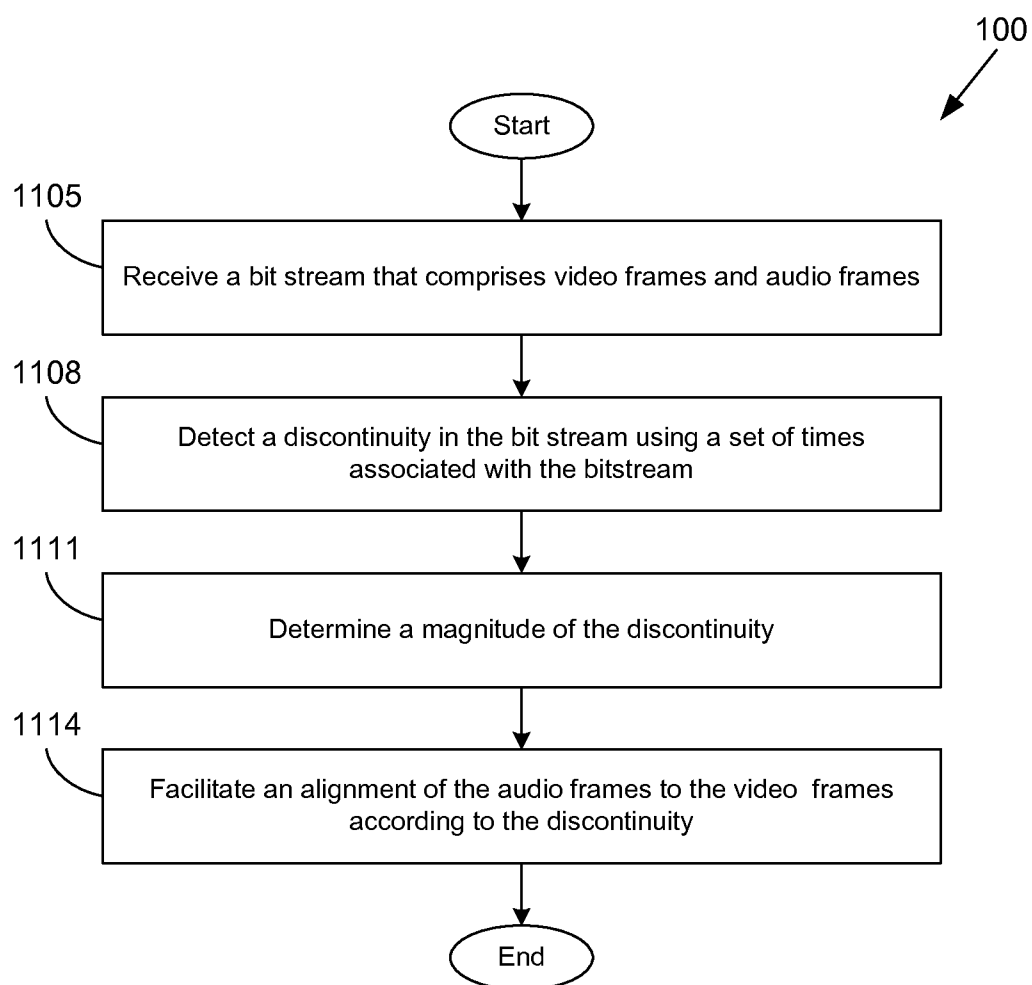 100
Start
1105
Receive a bit stream that comprises video frames and audio frames
1108
Detect a discontinuity in the bit stream using a set of times
associated with the bitstream
1111
Determine a magnitude of the discontinuity
1114
Facilitate an alignment of the audio frames to the video  frames
according to the discontinuity
End